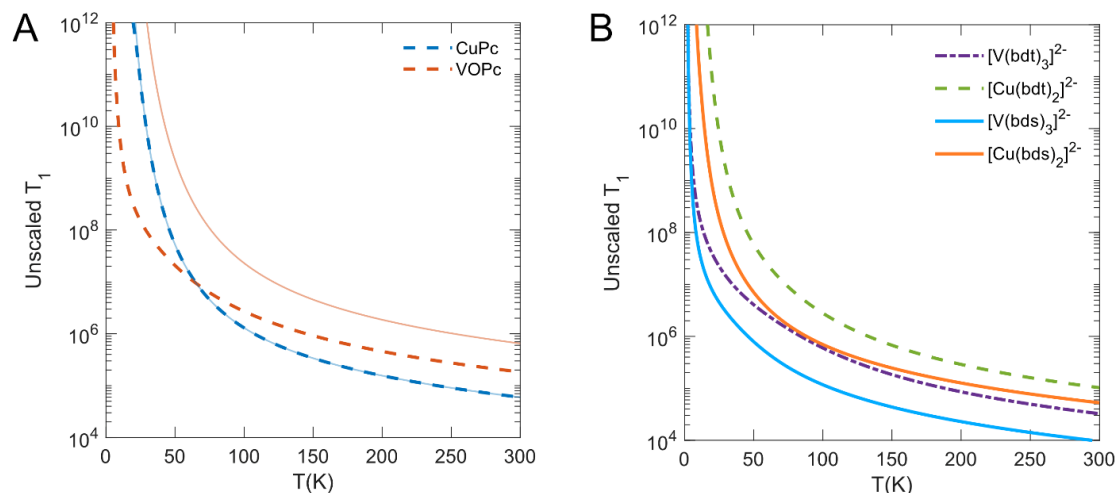 A
10^12
10^10
10^8
10^6
10^4
Unscaled T_1
CuPc
VOPc
0
50
100
150
200
250
300
T(K)
B
10^12
10^10
10^8
10^6
10^4
Unscaled T_1
[V(bdt)_3]^2-
[Cu(bdt)_2]^2-
[V(bds)_3]^2-
[Cu(bds)_2]^2-
0
50
100
150
200
250
300
T(K)